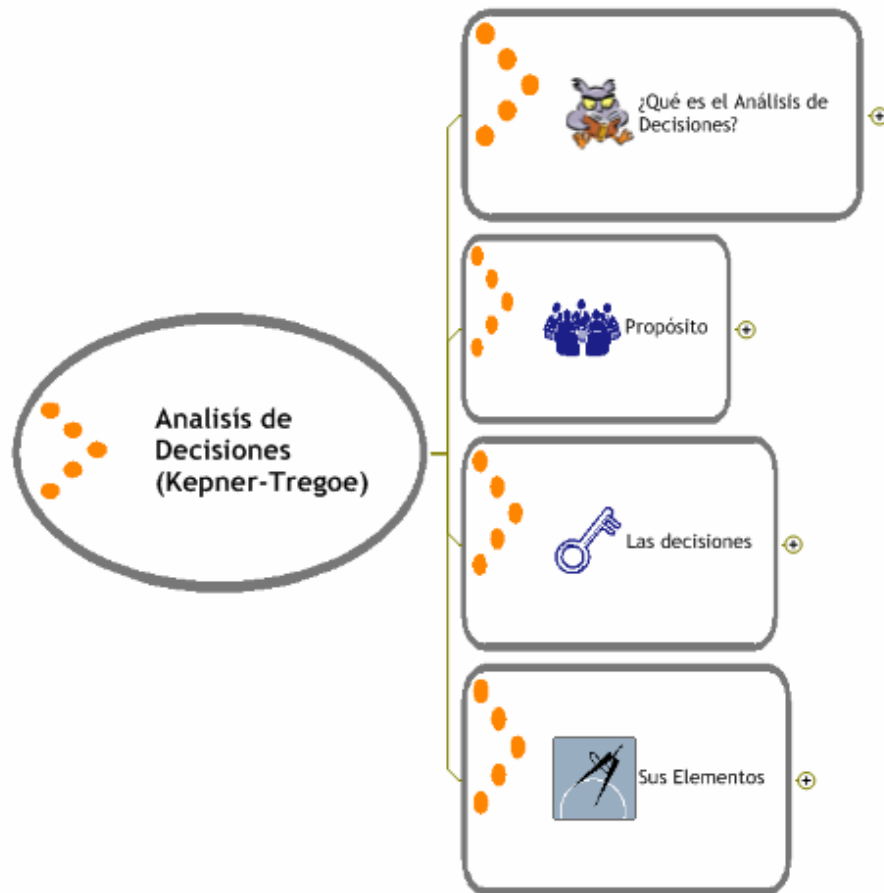 ¿Qué es el Análisis de
Decisiones?
Propósito
Analisís de
Decisiones
(Kepner-Tregoe)
Las decisiones
Sus Elementos